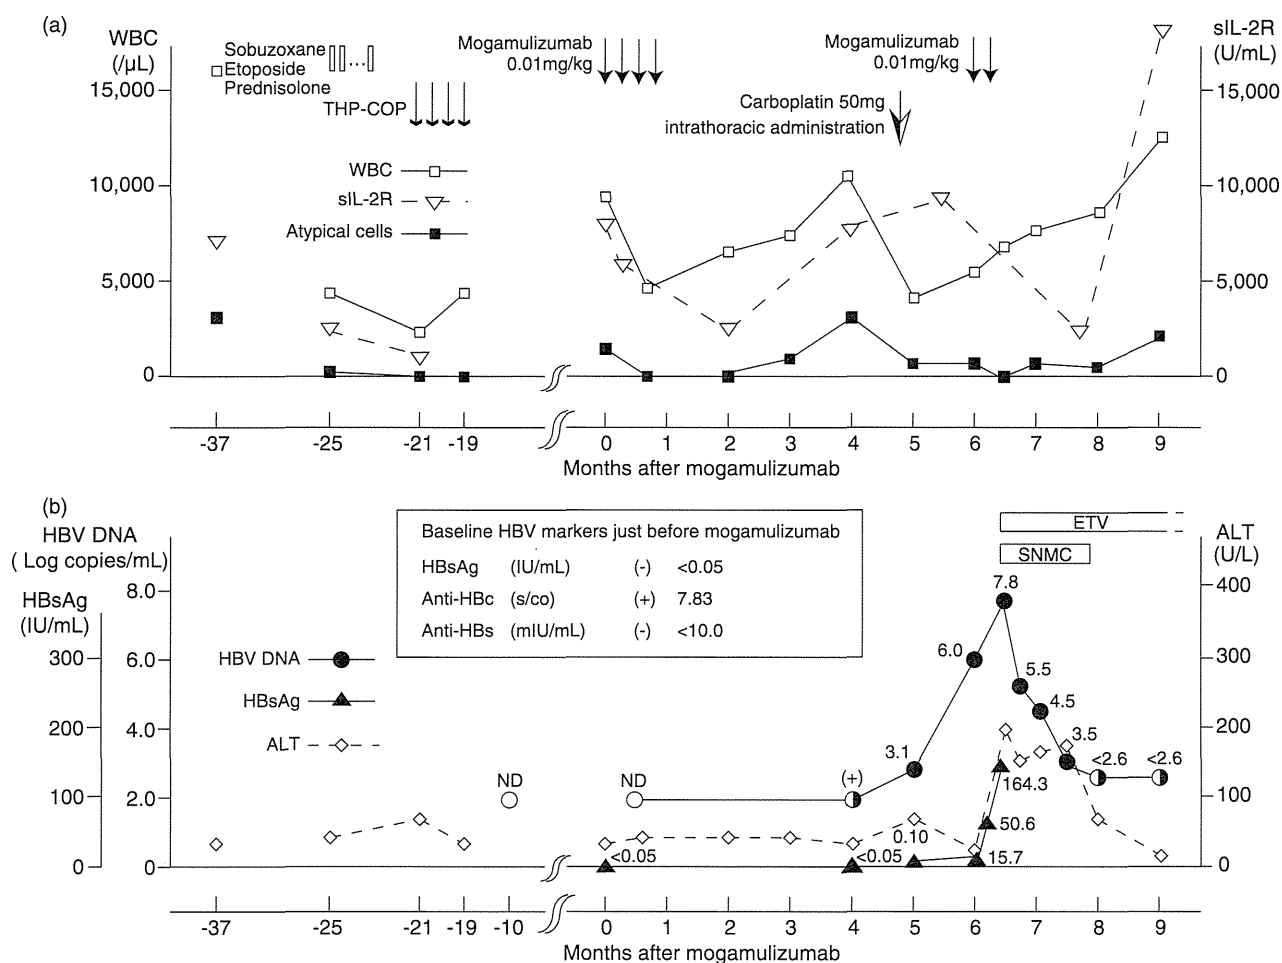 (a)
WBC
(/μL)
Sobuzoxane
Etoposide
Prednisolone
...
THP-COP
Mogamulizumab
0.01mg/kg
Mogamulizumab
0.01mg/kg
Carboplatin 50mg
intrathoracic administration
sIL-2R
(U/mL)
WBC
sIL-2R
Atypical cells
15,000
10,000
5,000
0
15,000
10,000
5,000
0
-37 -25 -21 -19 0 1 2 3 4 5 6 7 8 9
Months after mogamulizumab
(b)
HBV DNA
( Log copies/mL)
HBsAg
(IU/mL)
Baseline HBV markers just before mogamulizumab
HBsAg (IU/mL) (-) <0.05
Anti-HBc (s/co) (+) 7.83
Anti-HBs (mIU/mL) (-) <10.0
ETV
SNMC
ALT
(U/L)
300
200
100
0
8.0
6.0
4.0
2.0
0
400
300
200
100
0
HBV DNA
HBsAg
ALT
ND
ND
(+)
3.1
6.0
7.8
5.5
4.5
3.5
<2.6
<2.6
<0.05
<0.05
0.10
15.7
50.6
164.3
-37 -25 -21 -19 -10 0 1 2 3 4 5 6 7 8 9
Months after mogamulizumab